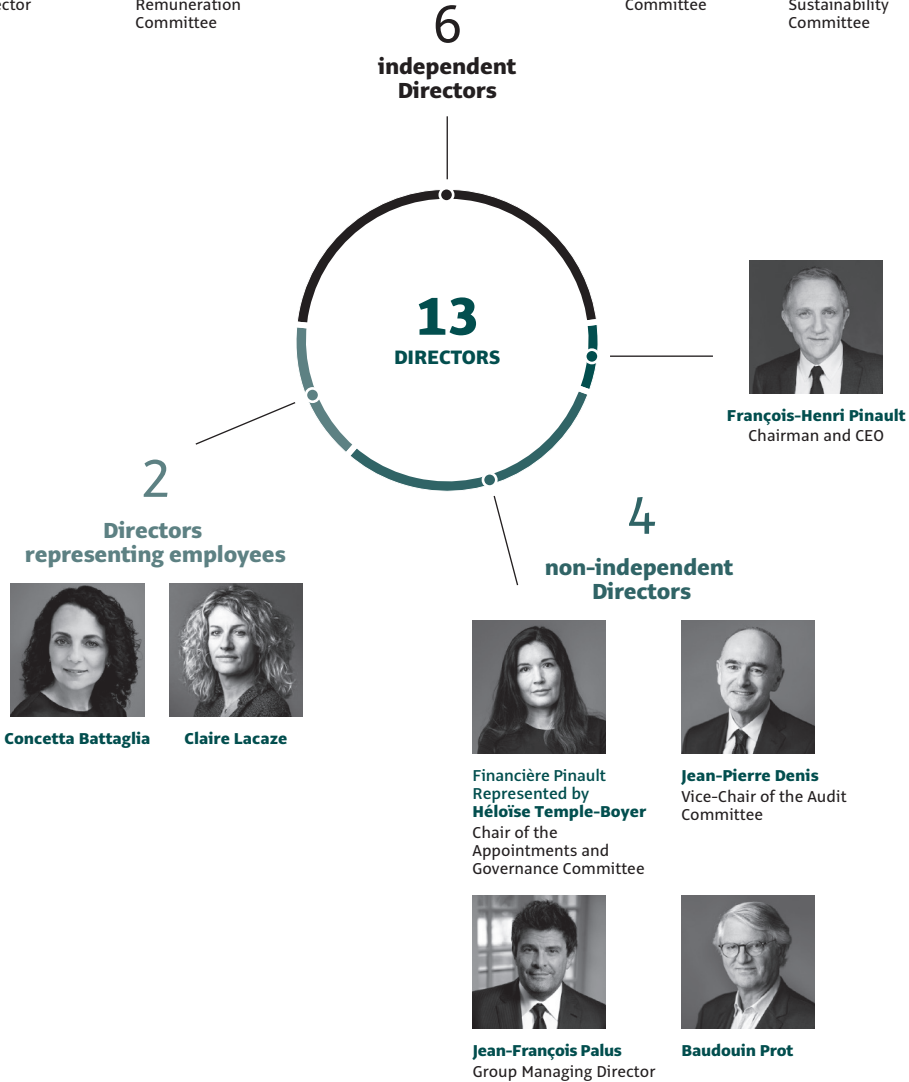 Remuneration
Committee
Committee
Sustainability
Committee
6
independent
Directors
13
DIRECTORS
François-Henri Pinault
Chairman and CEO
2
Directors
representing employees
Concetta Battaglia
Claire Lacaze
4
non-independent
Directors
Financière Pinault
Represented by
Héloïse Temple-Boyer
Chair of the
Appointments and
Governance Committee
Jean-Pierre Denis
Vice-Chair of the Audit
Committee
Jean-François Palus
Group Managing Director
Baudouin Prot